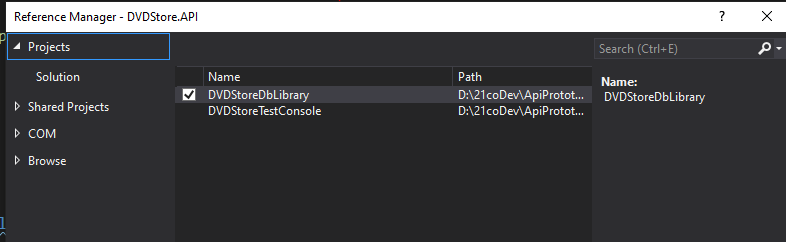 Reference Manager - DVDStore.API
Projects
Search (Ctrl+E)
Solution
Name
Path
Name:
DVDStoreDbLibrary
D:\21coDev\ApiProtot...
DVDStoreDbLibrary
Shared Projects
DVDStoreTestConsole
D:\21coDev\ApiProtot...
COM
Browse